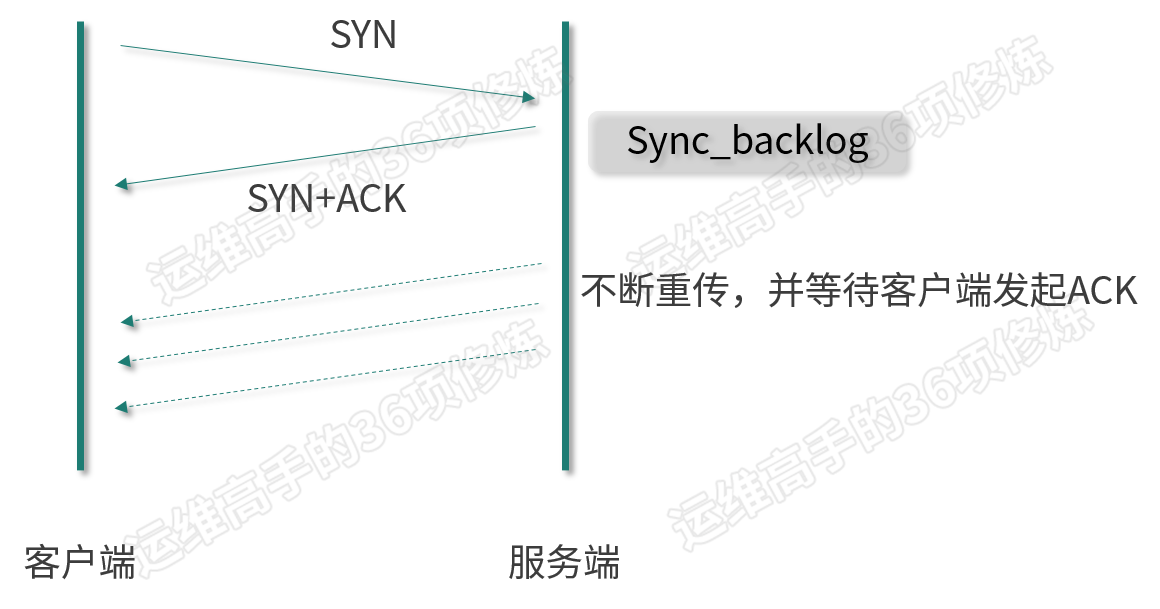 SYN
Sync_backlog
SYN+ACK
不断重传，并等待客户端发起ACK
客户端
服务端
运维高手的36项修炼
运维高手的36项修炼
运维高手的36项修炼
运维高手的36项修炼